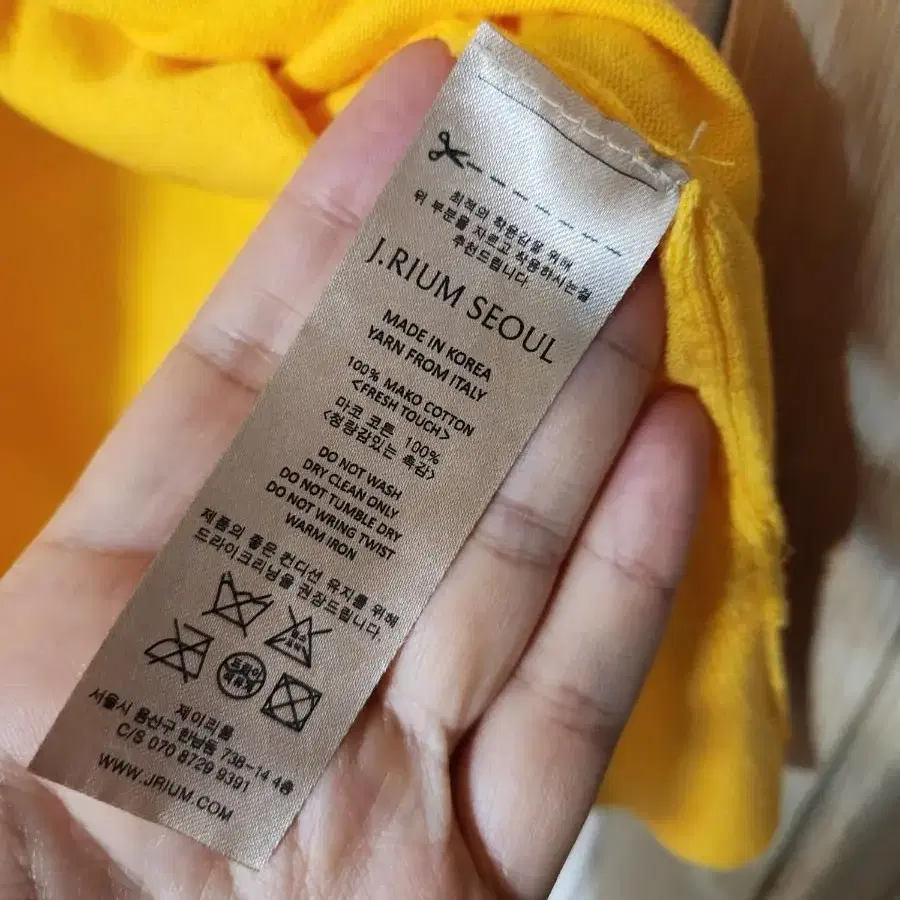 최적의 착용감을 위해
위 부분을 자르고 착용하시는걸
추천드립니다
J.RIUM SEOUL
MADE IN KOREA
YARN FROM ITALY
100% MAKO COTTON
<FRESH TOUCH>
마코 코튼 100%
<청량감있는 촉감>
DO NOT WASH
DRY CLEAN ONLY
DO NOT TUMBLE DRY
DO NOT WRING TWIST
WARM IRON
제품의 좋은 컨디션 유지를 위해
드라이크리닝을 권장드립니다.
드라이
제이리움
서울시 용산구 한남동 738-14 4층
C/S 070 8729 9391
WWW.JRIUM.COM